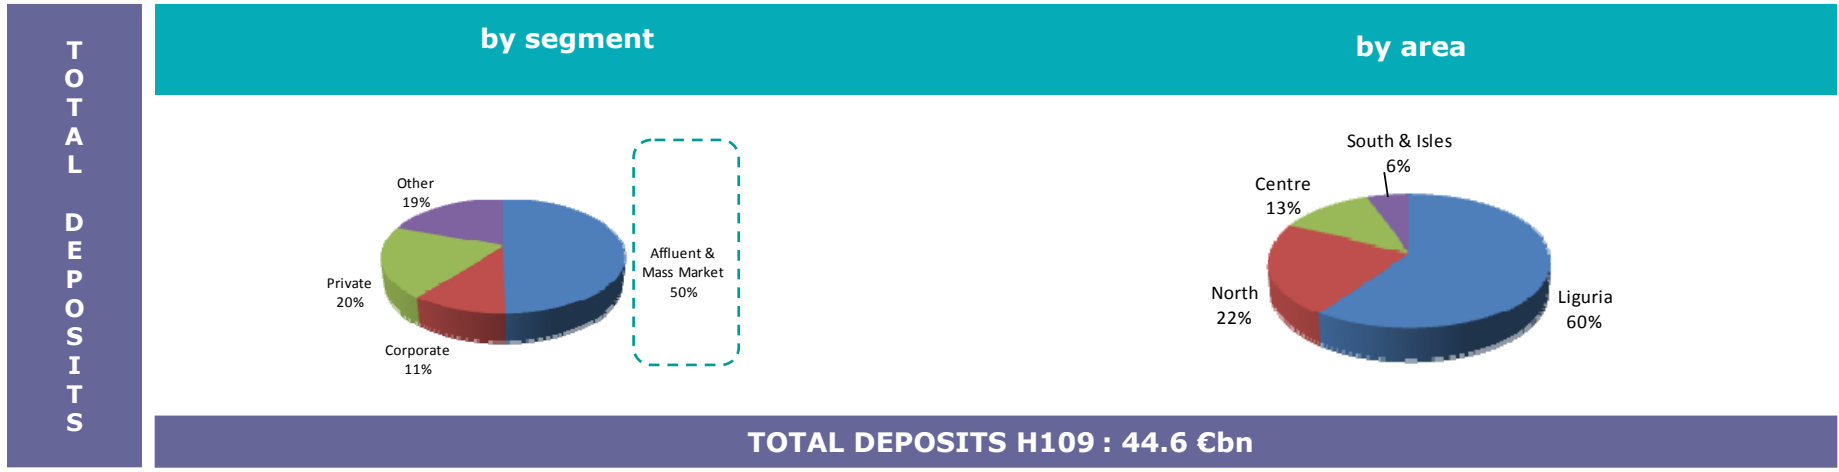 TOTAL DEPOSITS
by segment
by area
Other
19%
Affluent &
Mass Market
50%
Private
20%
Corporate
11%
South & Isles
6%
Centre
13%
North
22%
Liguria
60%
TOTAL DEPOSITS H109 : 44.6 €bn